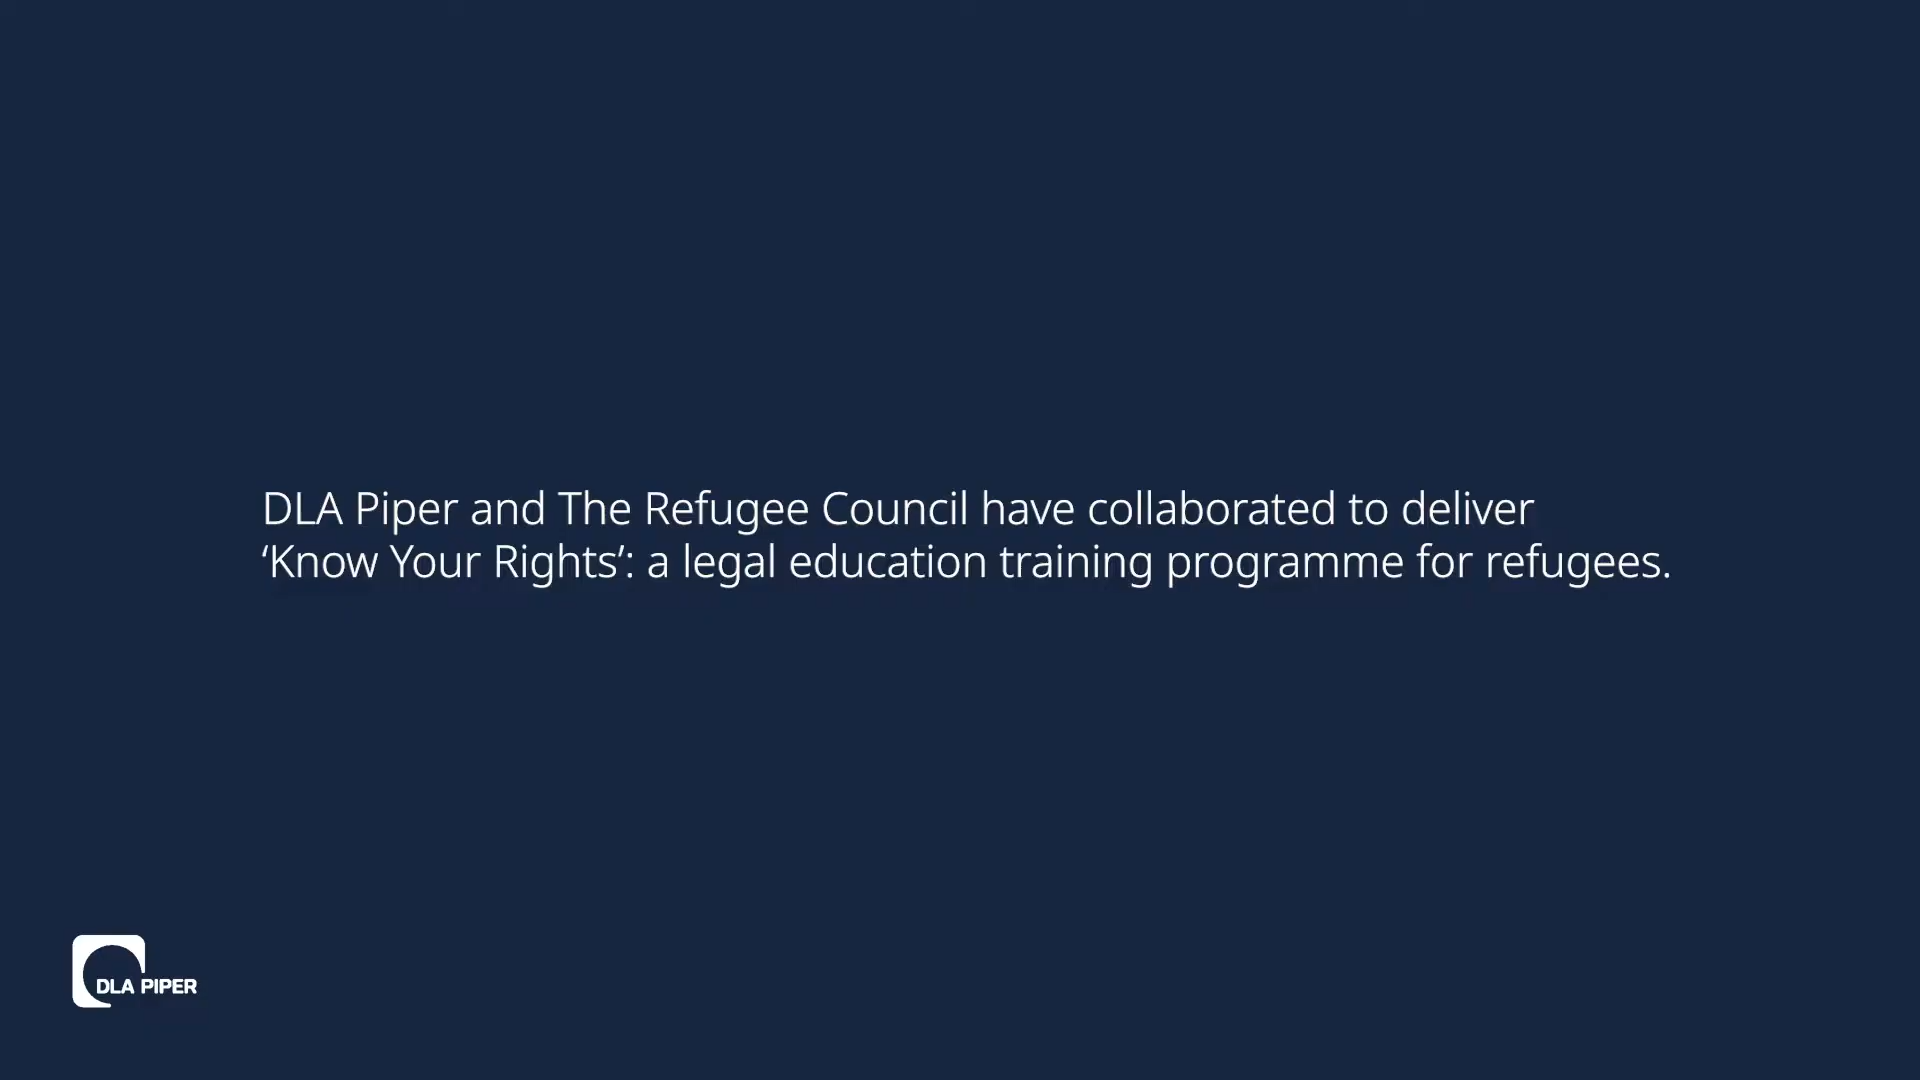 DLA Piper and The Refugee Council have collaborated to deliver
‘Know Your Rights’: a legal education training programme for refugees.
DLA PIPER